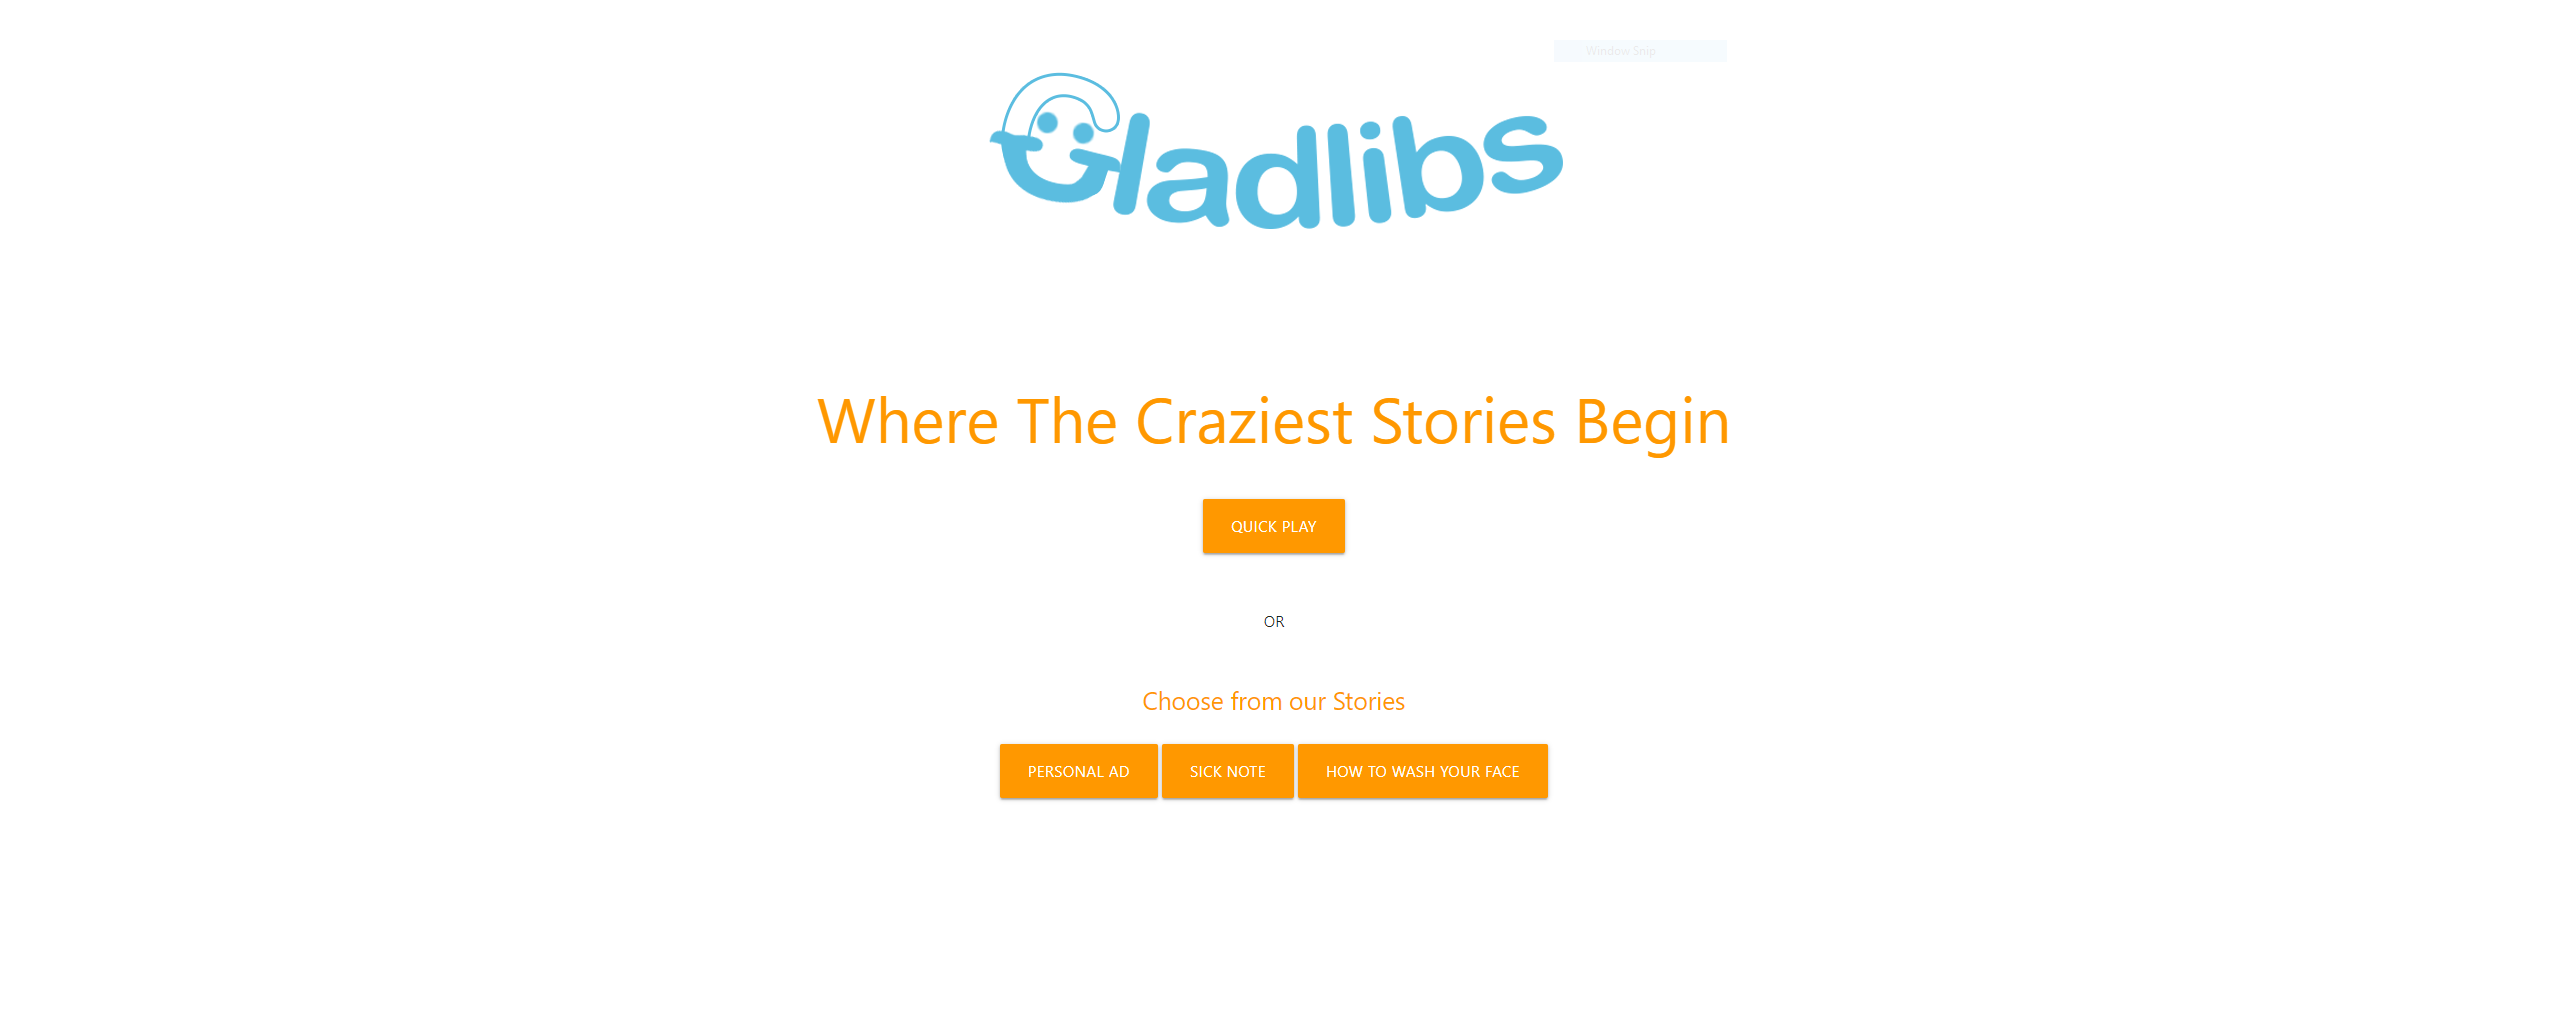 Window Snip
Gladlibs
Where The Craziest Stories Begin
QUICK PLAY
OR
Choose from our Stories
PERSONAL AD SICK NOTE HOW TO WASH YOUR FACE